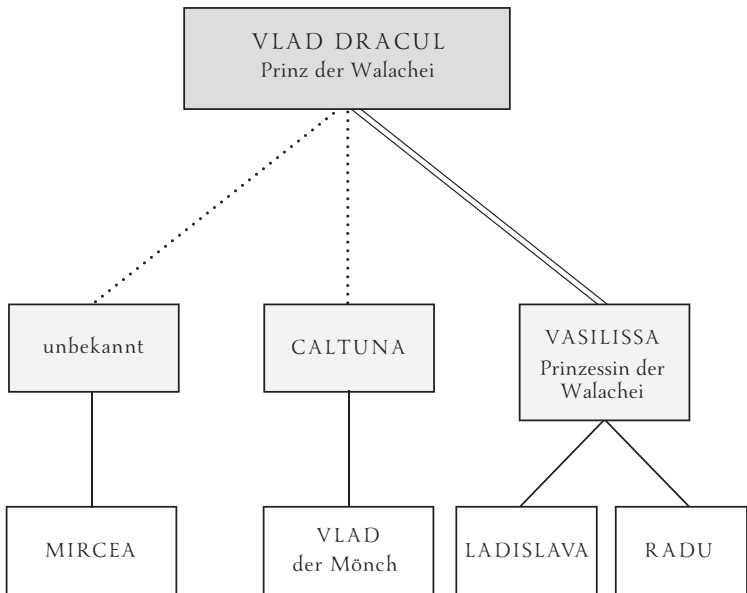 VLAD DRACUL
Prinz der Walachei
unbekannt
CALTUNA
VASILISSA
Prinzessin der
Walachei
MIRCEA
VLAD
der Mönch
LADISLAVA
RADU